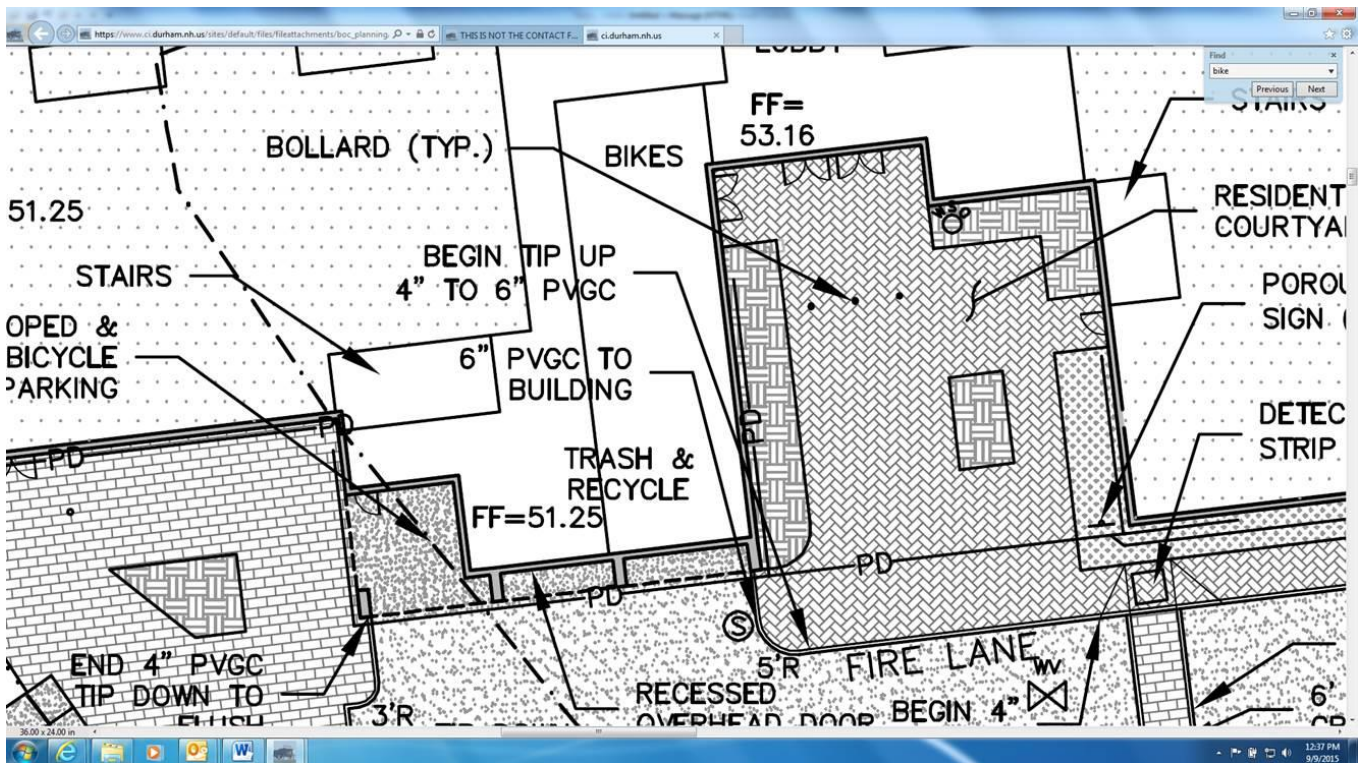 https://www.ci.durham.nh.us/sites/default/files/fileattachments/boc_planning.
THIS IS NOT THE CONTACT F...
ci.durham.nh.us
Find
bike
Previous
Next
LOBBY
FF=
53.16
STAIRS
BOLLARD (TYP.)
BIKES
51.25
RESIDENT
COURTYA
BEGIN TIP UP
4" TO 6" PVGC
STAIRS
POROU
SIGN (
OPED &
BICYCLE
PARKING
6" PVGC TO
BUILDING
PD
PD
PD
DETEC
STRIP
TRASH &
RECYCLE
FF=51.25
PD
PD
S
END 4" PVGC
TIP DOWN TO
FLUSH
3'R
5'R
FIRE LANE
WV
RECESSED
OVERHEAD DOOR
BEGIN 4"
6'
36.00 x 24.00 in
12:37 PM
9/9/2015